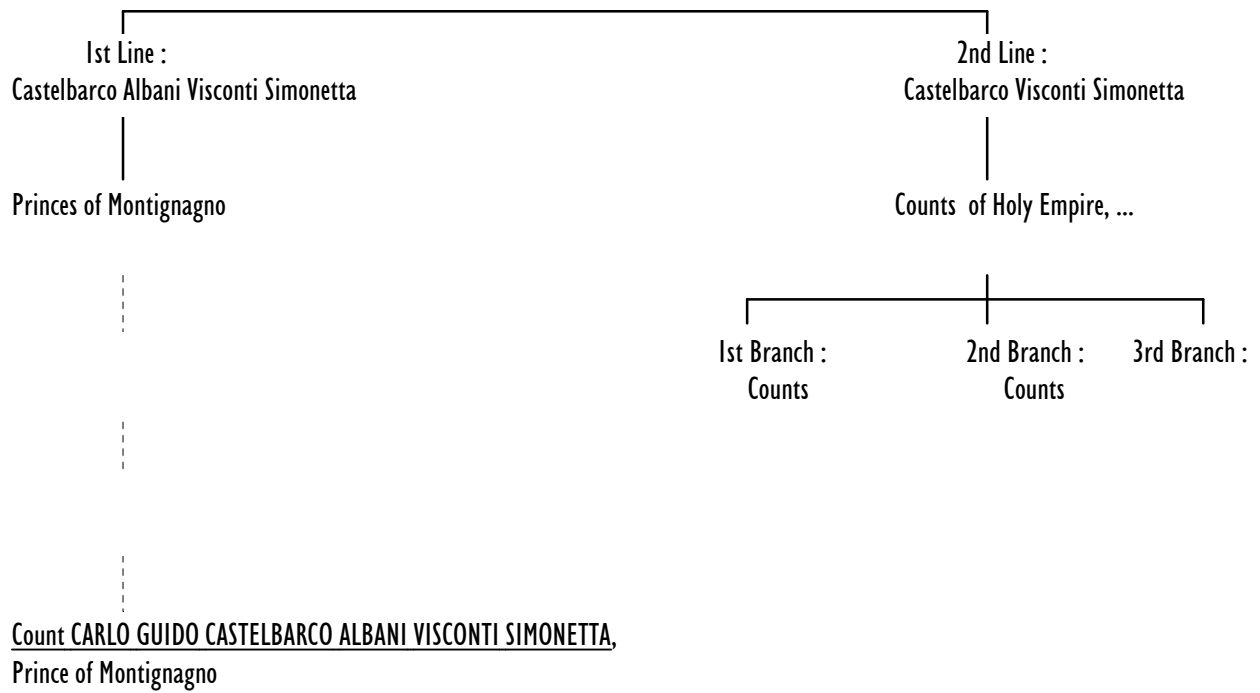 1st Line :
Castelbarco Albani Visconti Simonetta
2nd Line :
Castelbarco Visconti Simonetta
Princes of Montignagno
Counts of Holy Empire, ...
1st Branch :
Counts
2nd Branch :
Counts
3rd Branch :
Count CARLO GUIDO CASTELBARCO ALBANI VISCONTI SIMONETTA,
Prince of Montignagno